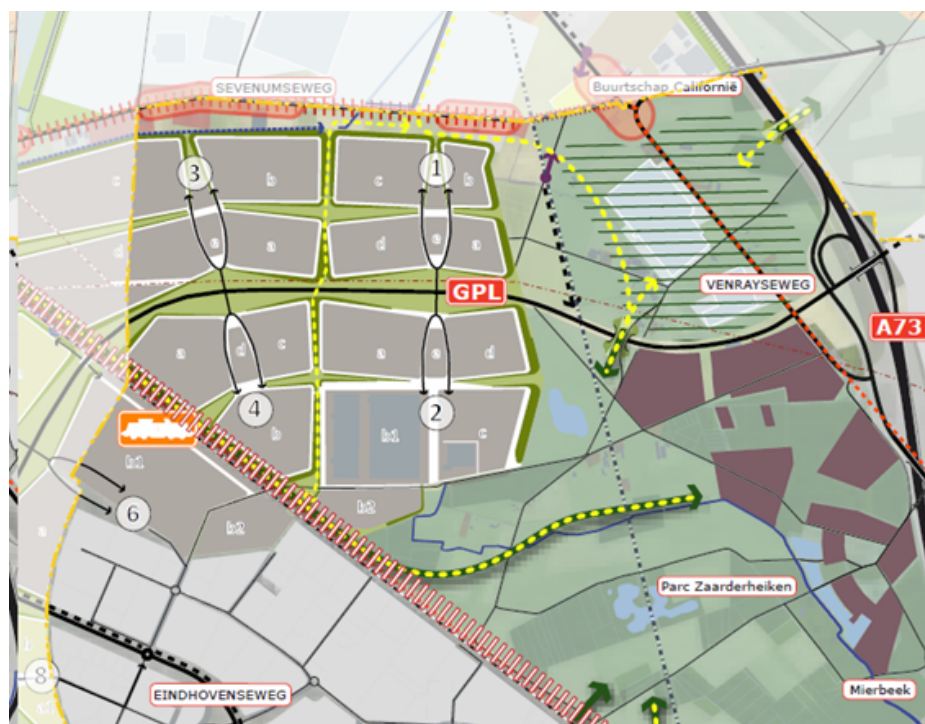 SEVENUMSEWEG
Buurtschap Californië
c
3
b
c
1
b
d
e
a
d
e
a
GPL
VENRAYSEWEG
A73
a
d
c
a
e
d
4
b
2
b1
c
b1
6
b2
b2
a
Parc Zaarderheiken
b
8
EINDHOVENSEWEG
Mierbeek